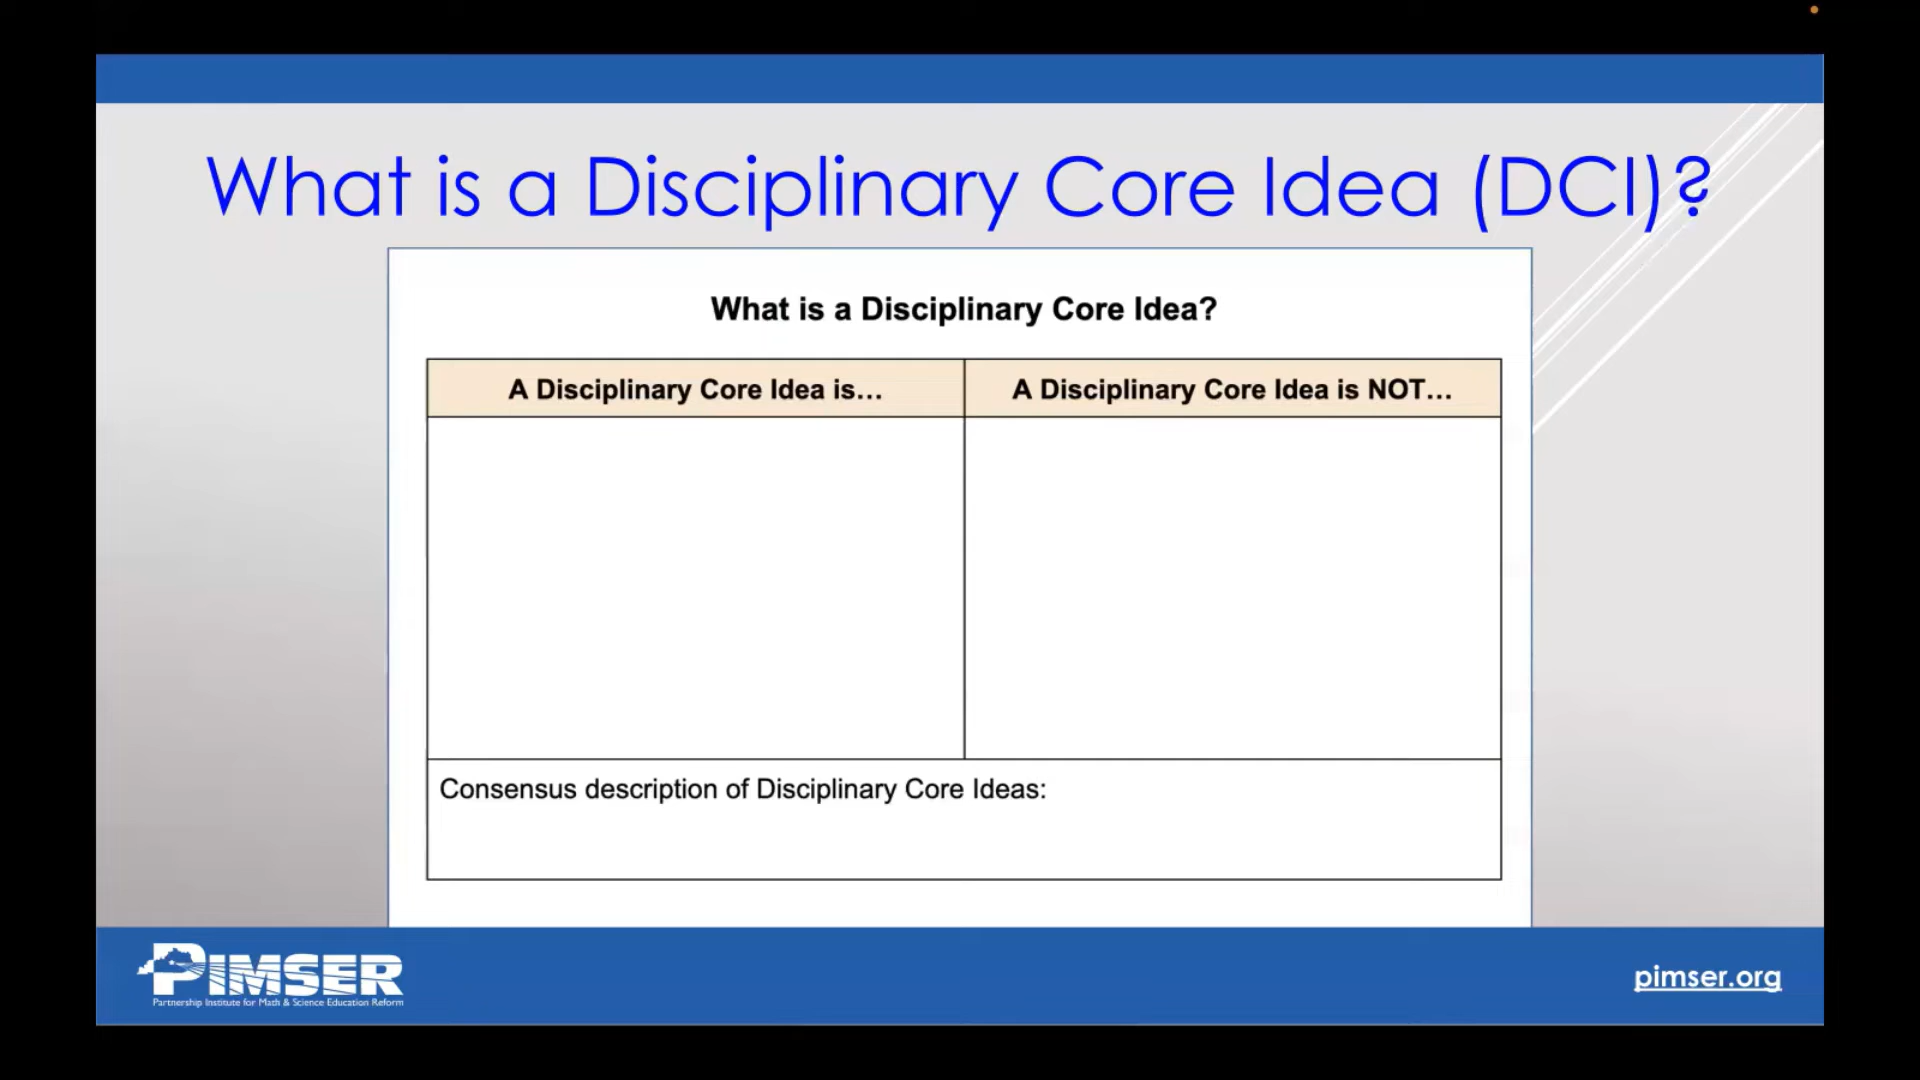 What is a Disciplinary Core Idea (DCI)?
What is a Disciplinary Core Idea?
A Disciplinary Core Idea is...
A Disciplinary Core Idea is NOT...
Consensus description of Disciplinary Core Ideas:
PIMSER
Partnership Institute for Math & Science Education Reform
pimser.org